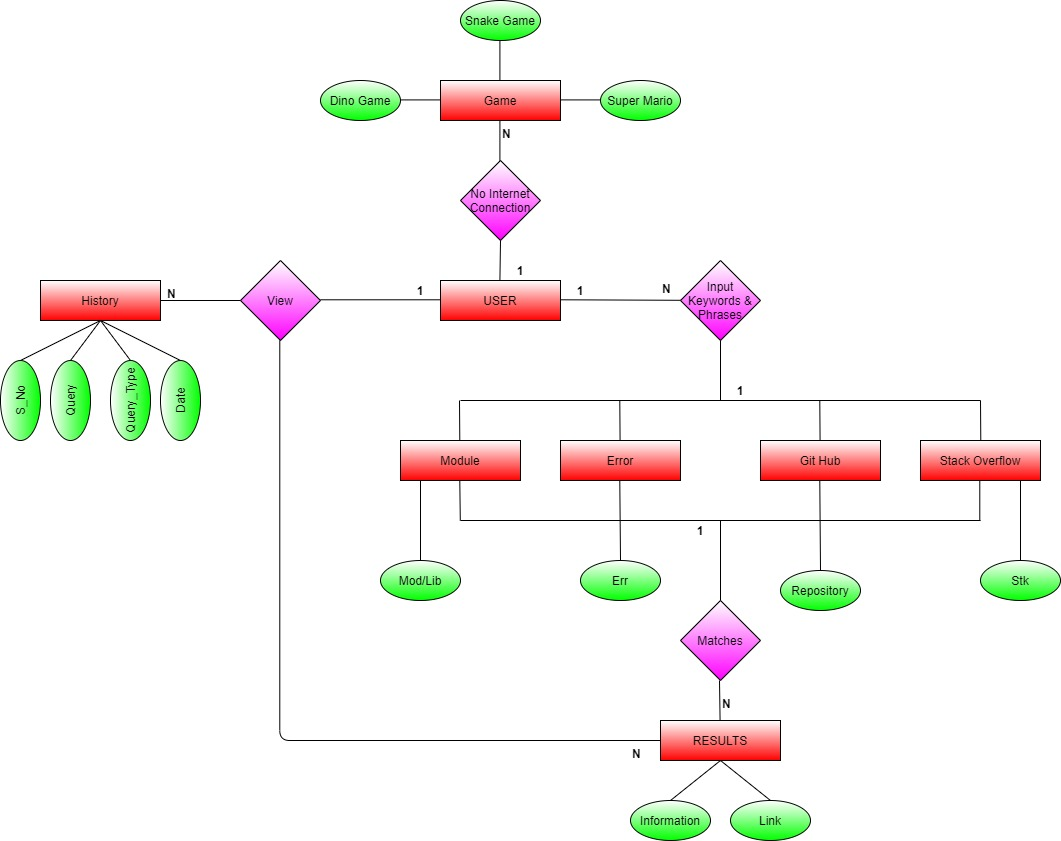 Snake Game
Dino Game
Game
Super Mario
N
No Internet
Connection
1
History
N
View
1
USER
1
N
Input
Keywords &
Phrases
S_No
Query
Query_Type
Date
1
Module
Error
Git Hub
Stack Overflow
1
Mod/Lib
Err
Repository
Stk
Matches
N
RESULTS
N
Information
Link